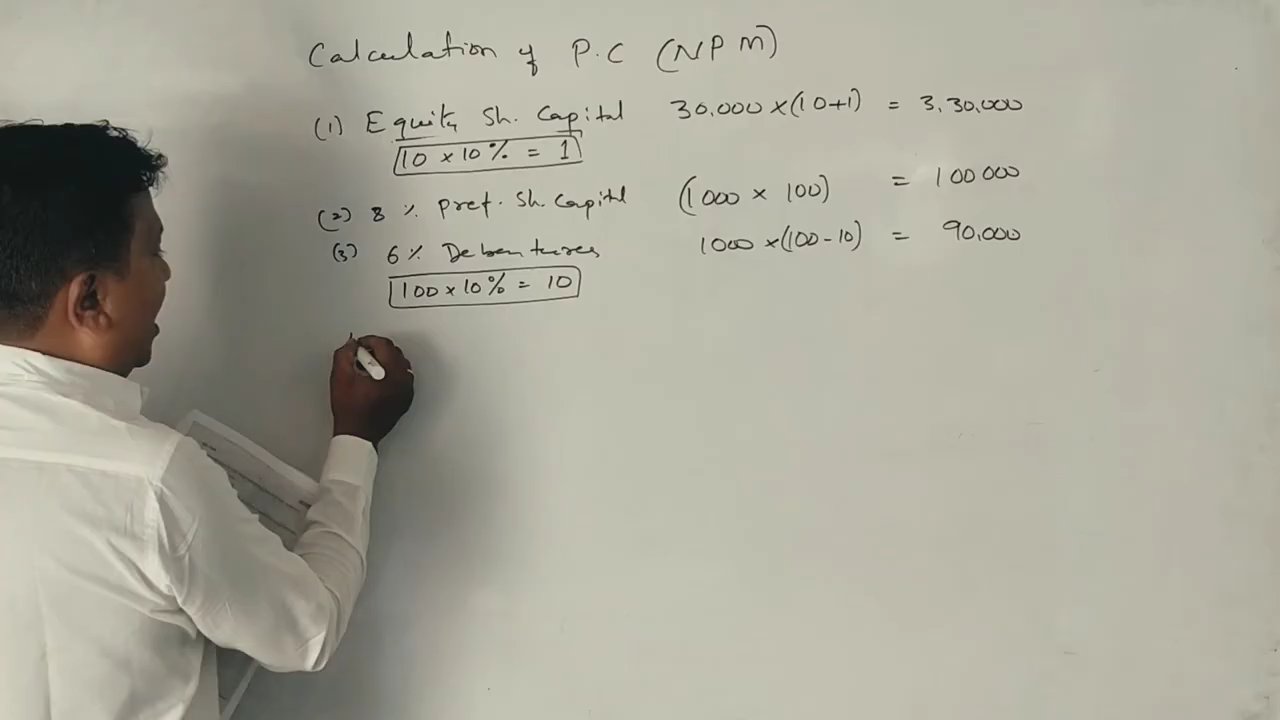 Calculation of P.C (NPM)
(1) Equity Sh. Capital 30,000 × (10+1) = 3,30,000
10 × 10% = 1
(2) 8 % Pref. Sh. Capital (1000 × 100) = 100000
(3) 6 % Debentures 1000 × (100-10) = 90,000
100 × 10% = 10